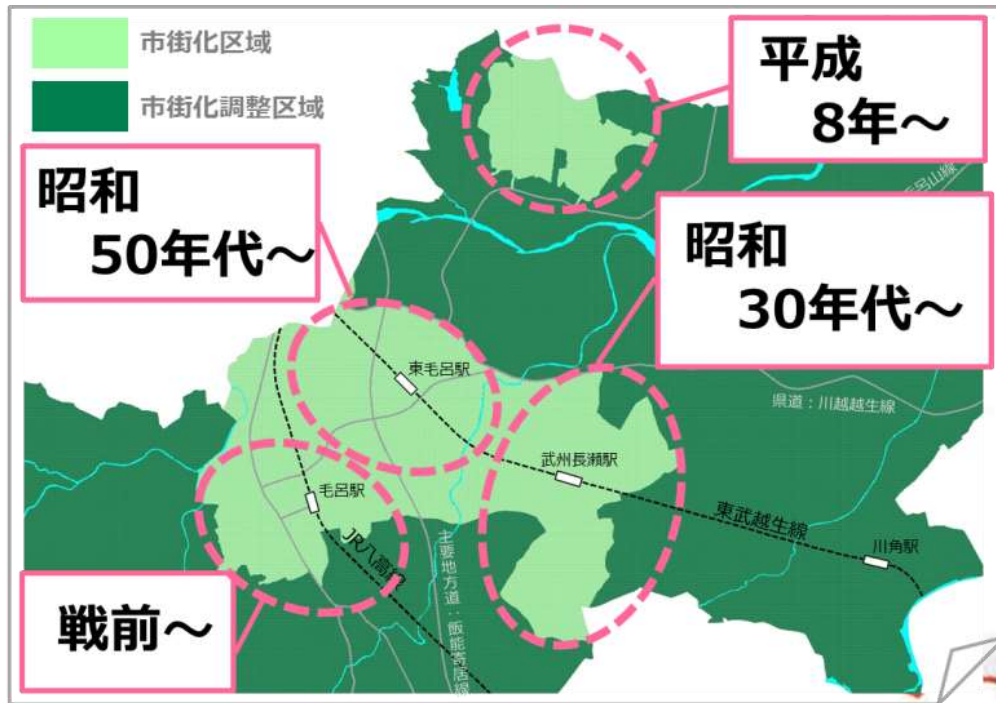 市街化区域
市街化調整区域
平成
8年～
昭和
50年代～
昭和
30年代～
東毛呂駅
県道：川越越生線
武州長瀬駅
毛呂駅
東武越生線
JR八高線
川角駅
主要地方道：飯能寄居線
戦前～